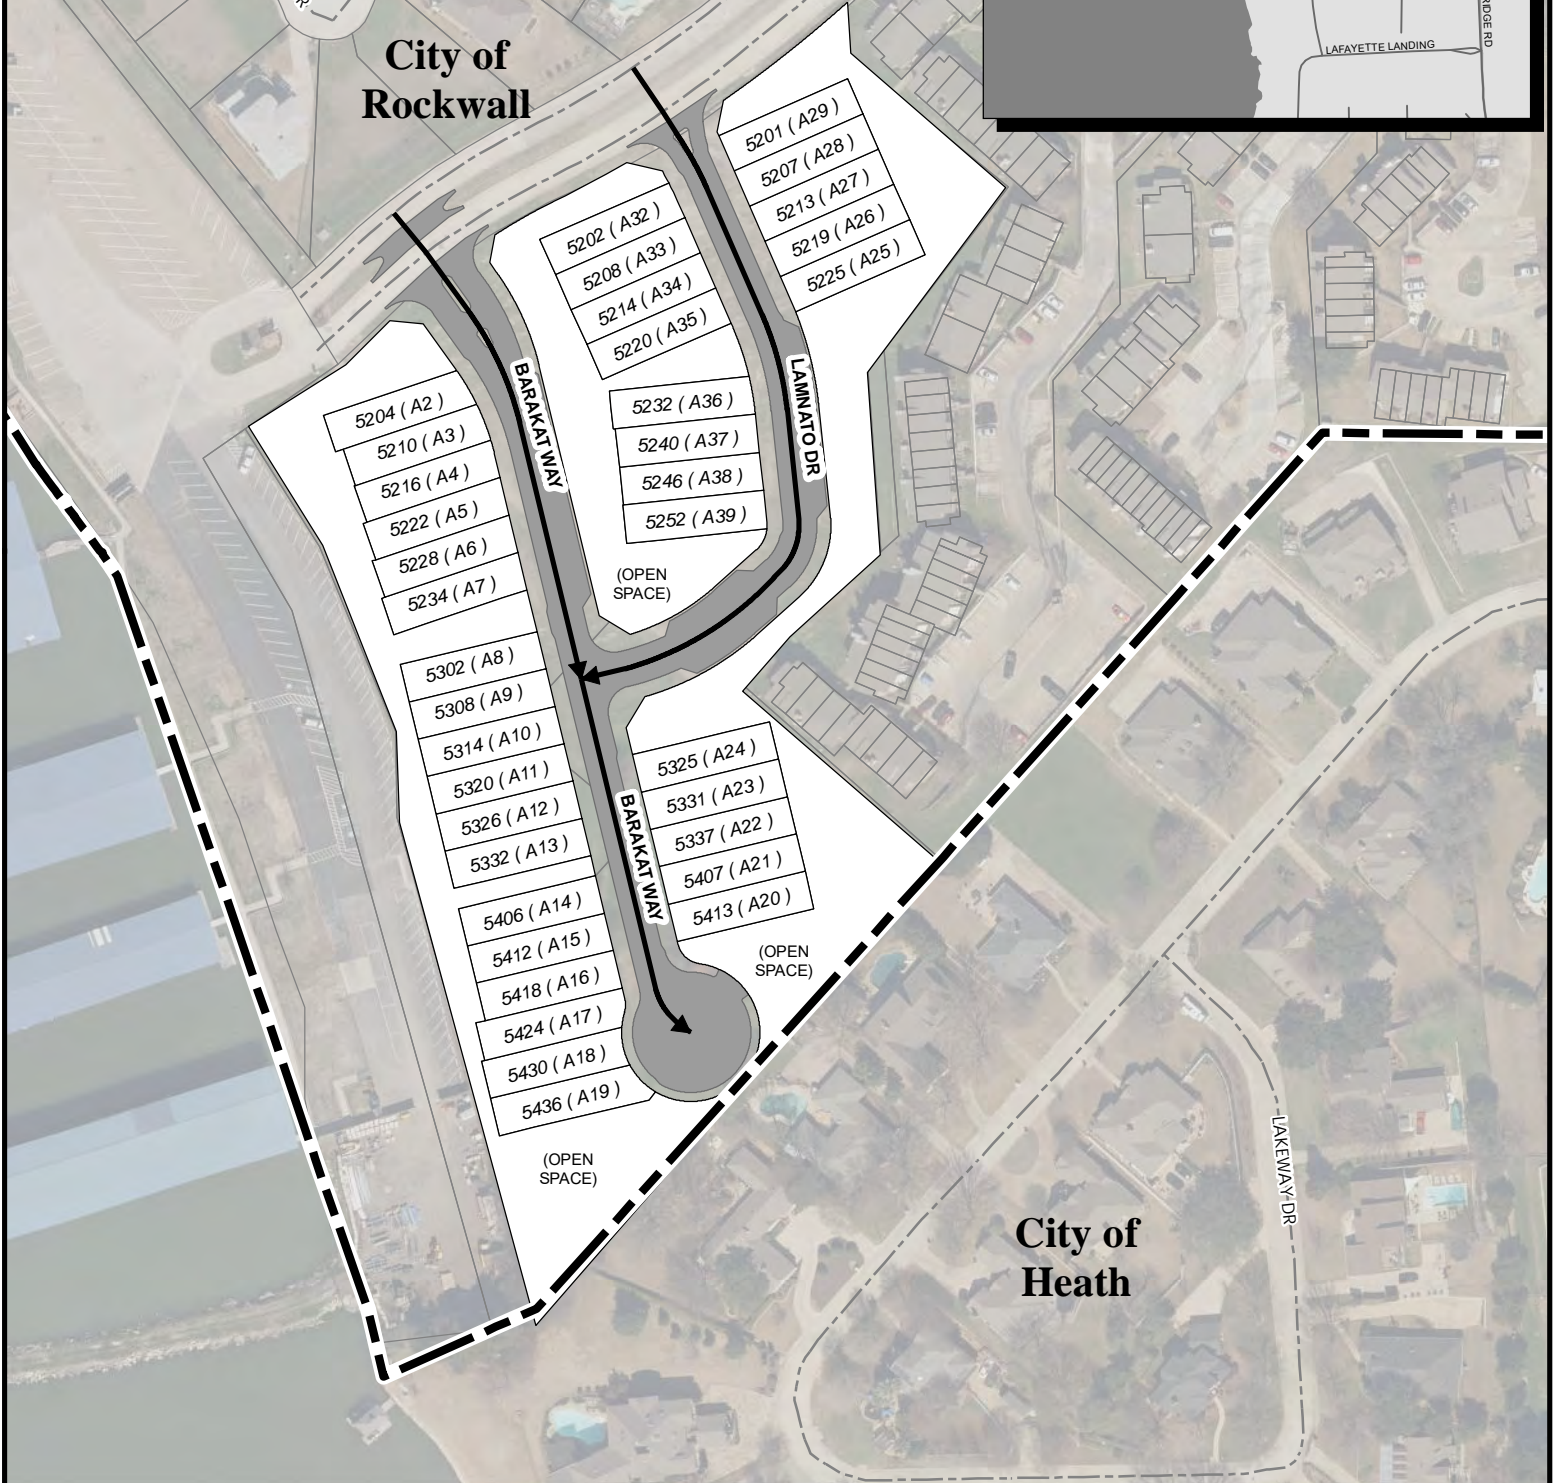 R
LAFAYETTE LANDING
RIDGE RD
City of
Rockwall
5201 ( A29 )
5207 ( A28 )
5213 ( A27 )
5219 ( A26 )
5225 ( A25 )
5202 ( A32 )
5208 ( A33 )
5214 ( A34 )
5220 ( A35 )
5232 ( A36 )
5240 ( A37 )
5246 ( A38 )
5252 ( A39 )
LAMNATO DR
BARAKAT WAY
(OPEN
SPACE)
5204 ( A2 )
5210 ( A3 )
5216 ( A4 )
5222 ( A5 )
5228 ( A6 )
5234 ( A7 )
5302 ( A8 )
5308 ( A9 )
5314 ( A10 )
5320 ( A11 )
5326 ( A12 )
5332 ( A13 )
5325 ( A24 )
5331 ( A23 )
5337 ( A22 )
5407 ( A21 )
5413 ( A20 )
BARAKAT WAY
(OPEN
SPACE)
5406 ( A14 )
5412 ( A15 )
5418 ( A16 )
5424 ( A17 )
5430 ( A18 )
5436 ( A19 )
(OPEN
SPACE)
LAKEWAY DR
City of
Heath